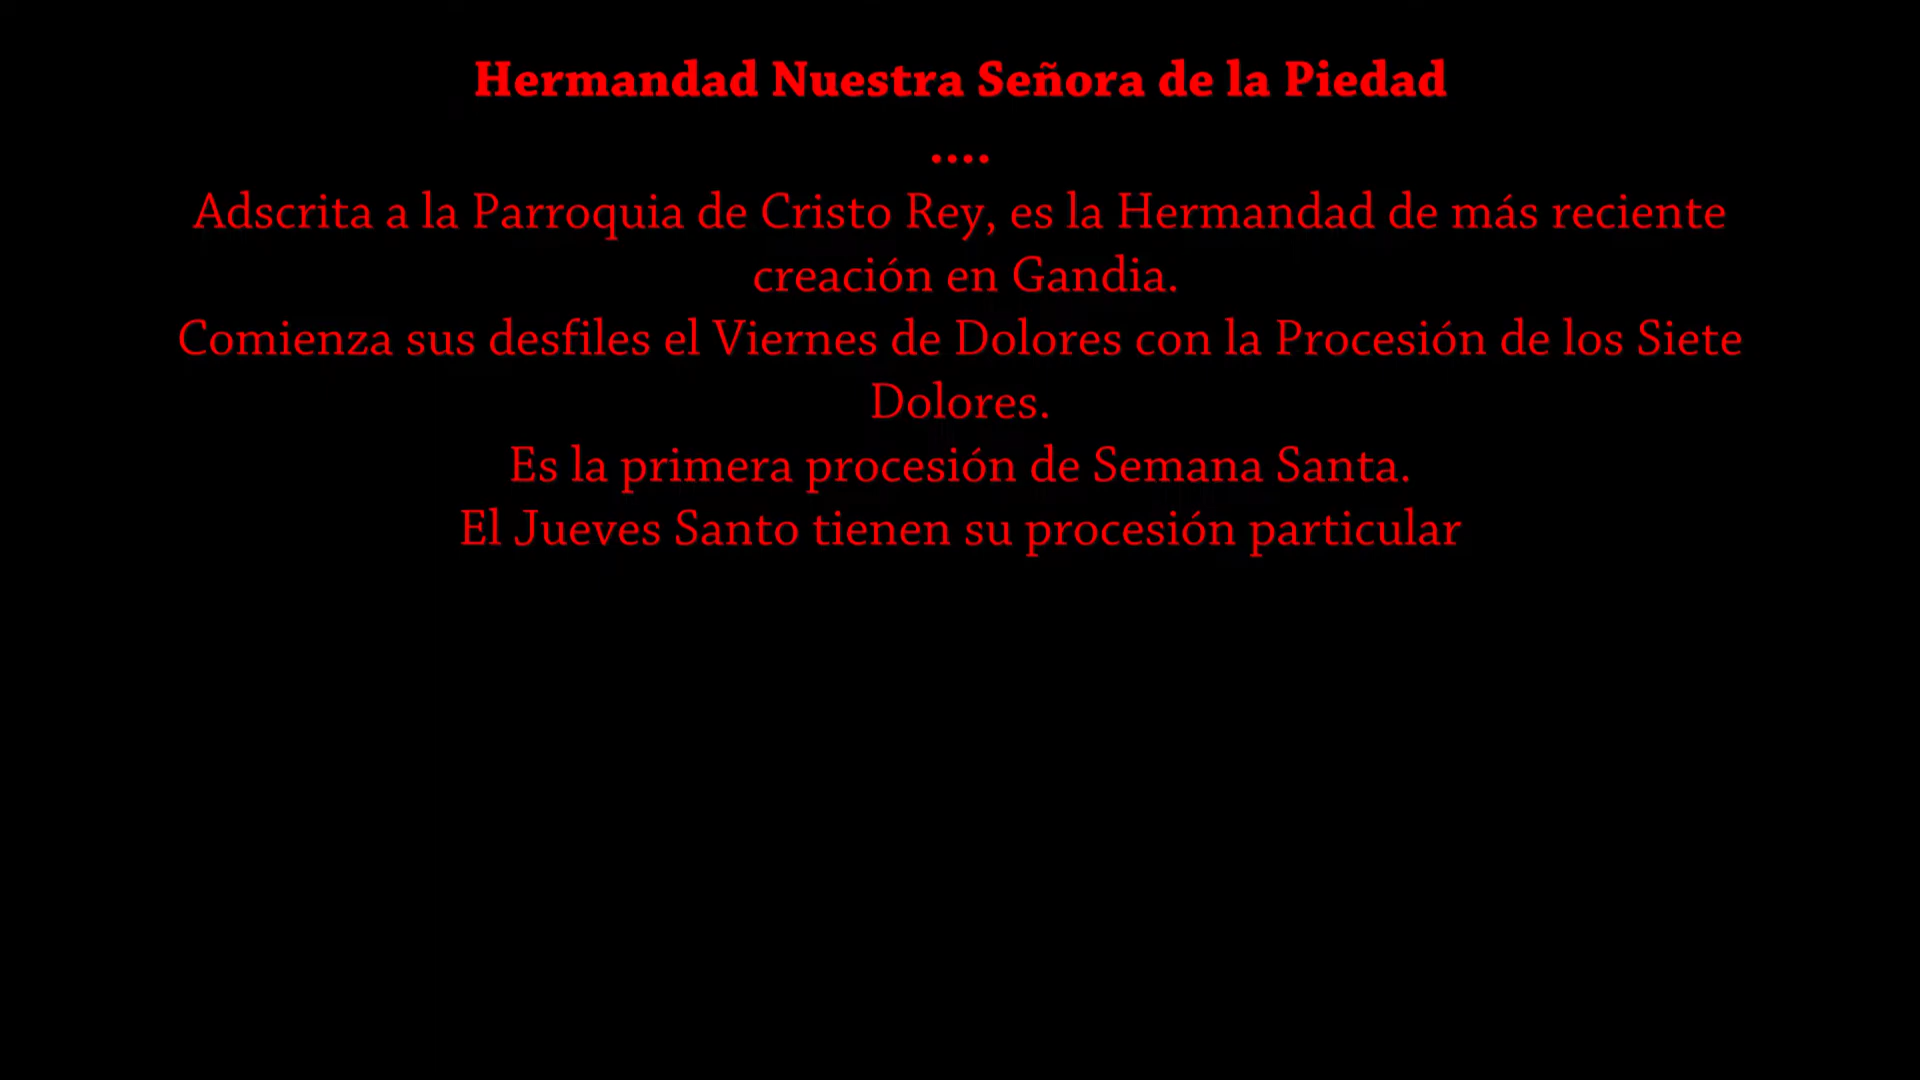 Hermandad Nuestra Señora de la Piedad
....
Adscrita a la Parroquia de Cristo Rey, es la Hermandad de más reciente
creación en Gandia.
Comienza sus desfiles el Viernes de Dolores con la Procesión de los Siete
Dolores.
Es la primera procesión de Semana Santa.
El Jueves Santo tienen su procesión particular